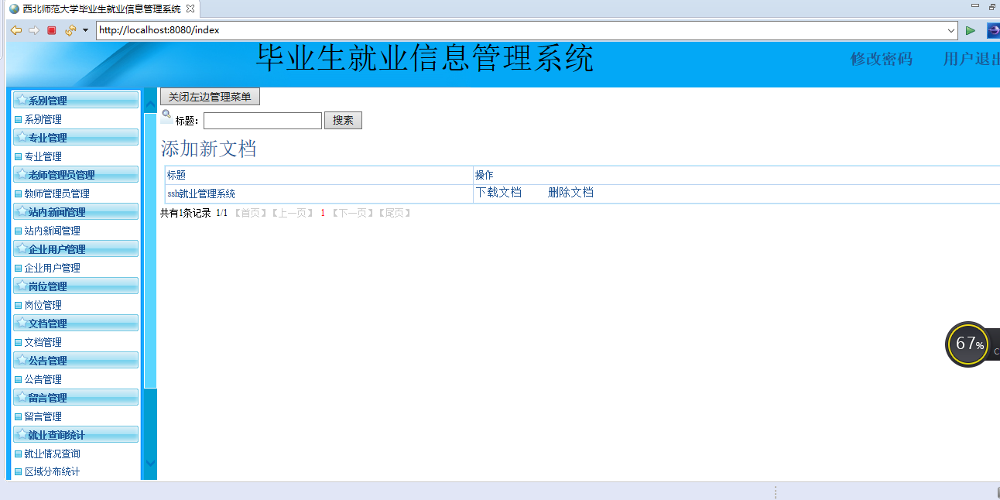 西北师范大学毕业生就业信息管理系统
http://localhost:8080/index
毕业生就业信息管理系统
修改密码 用户退出
系别管理
系别管理
专业管理
专业管理
老师管理员管理
教师管理员管理
站内新闻管理
站内新闻管理
企业用户管理
企业用户管理
岗位管理
岗位管理
文档管理
文档管理
公告管理
公告管理
留言管理
留言管理
就业查询统计
就业情况查询
区域分布统计
关闭左边管理菜单
标题: 搜索
添加新文档
标题 操作
ssh就业管理系统 下载文档 删除文档
共有1条记录 1/1 【首页】【上一页】 1 【下一页】【尾页】
67%